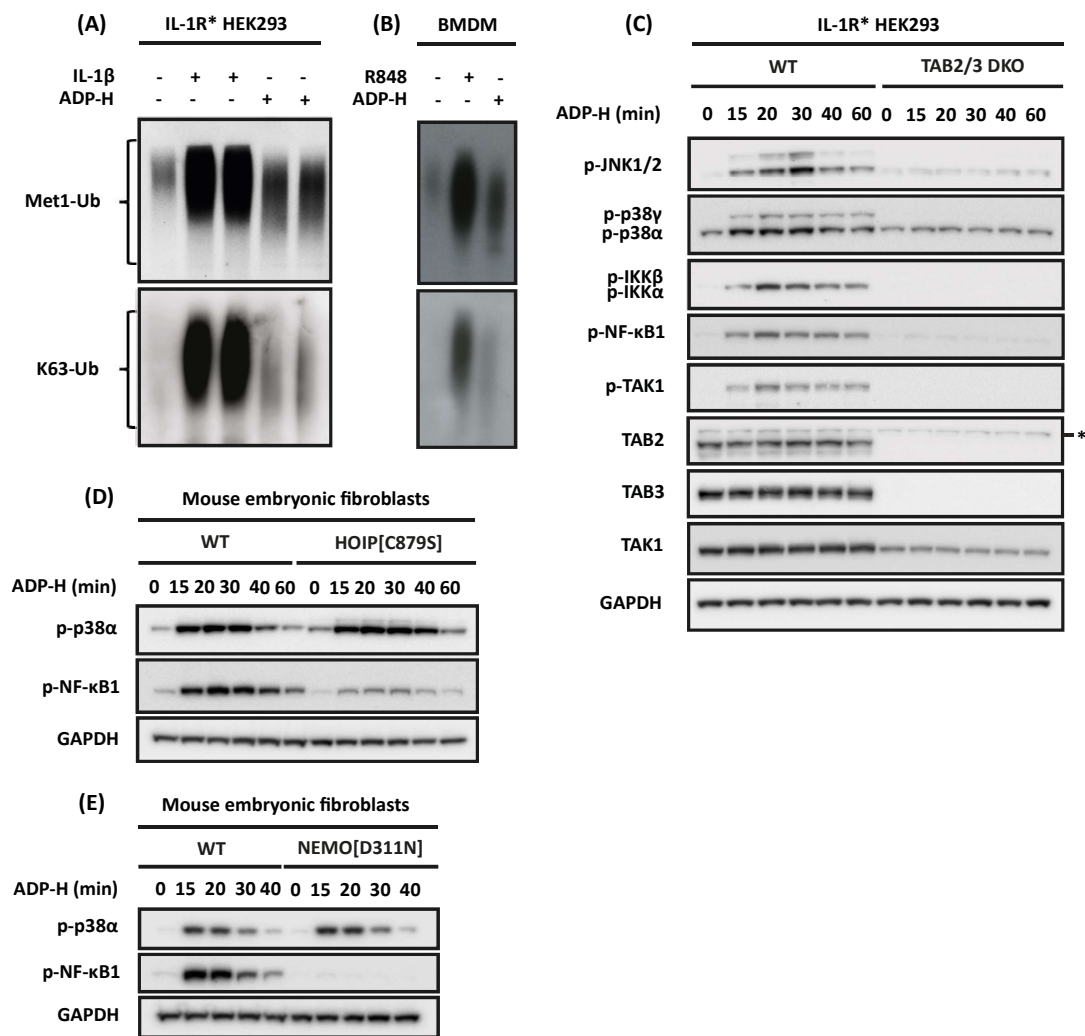 (A)
IL-1R* HEK293
IL-1β - + + - -
ADP-H - - - + +
Met1-Ub
K63-Ub
(B)
BMDM
R848 - + -
ADP-H - - +
(C)
IL-1R* HEK293
WT TAB2/3 DKO
ADP-H (min) 0 15 20 30 40 60 0 15 20 30 40 60
p-JNK1/2
p-p38γ
p-p38α
p-IKKβ
p-IKKα
p-NF-κB1
p-TAK1
TAB2 *
TAB3
TAK1
GAPDH
(D)
Mouse embryonic fibroblasts
WT HOIP[C879S]
ADP-H (min) 0 15 20 30 40 60 0 15 20 30 40 60
p-p38α
p-NF-κB1
GAPDH
(E)
Mouse embryonic fibroblasts
WT NEMO[D311N]
ADP-H (min) 0 15 20 30 40 0 15 20 30 40
p-p38α
p-NF-κB1
GAPDH